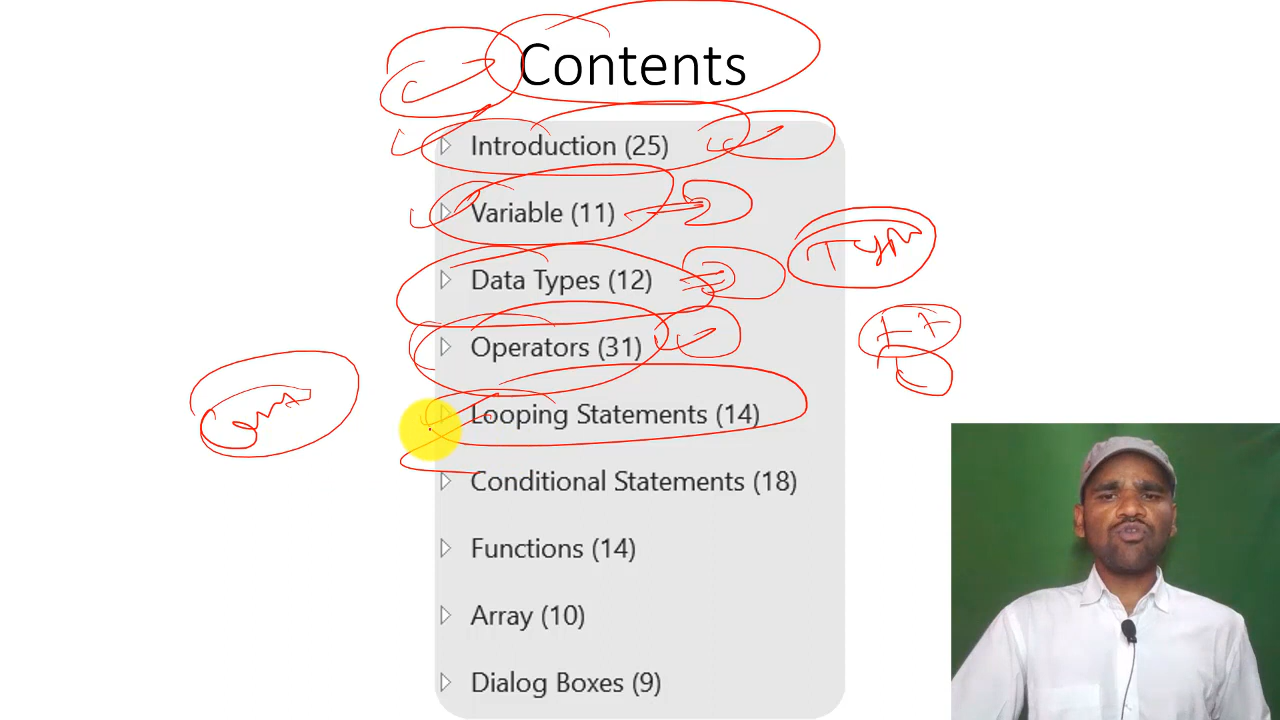 Contents
Introduction (25)
Variable (11)
Data Types (12)
Operators (31)
Looping Statements (14)
Conditional Statements (18)
Functions (14)
Array (10)
Dialog Boxes (9)